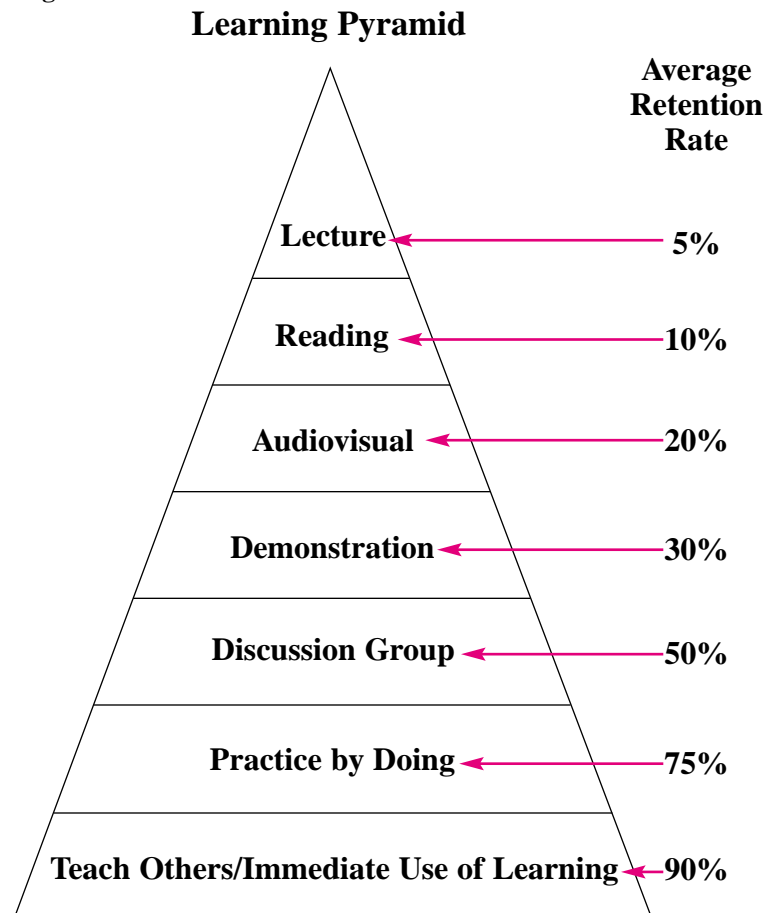 Learning Pyramid
Average
Retention
Rate
Lecture 5%
Reading 10%
Audiovisual 20%
Demonstration 30%
Discussion Group 50%
Practice by Doing 75%
Teach Others/Immediate Use of Learning 90%